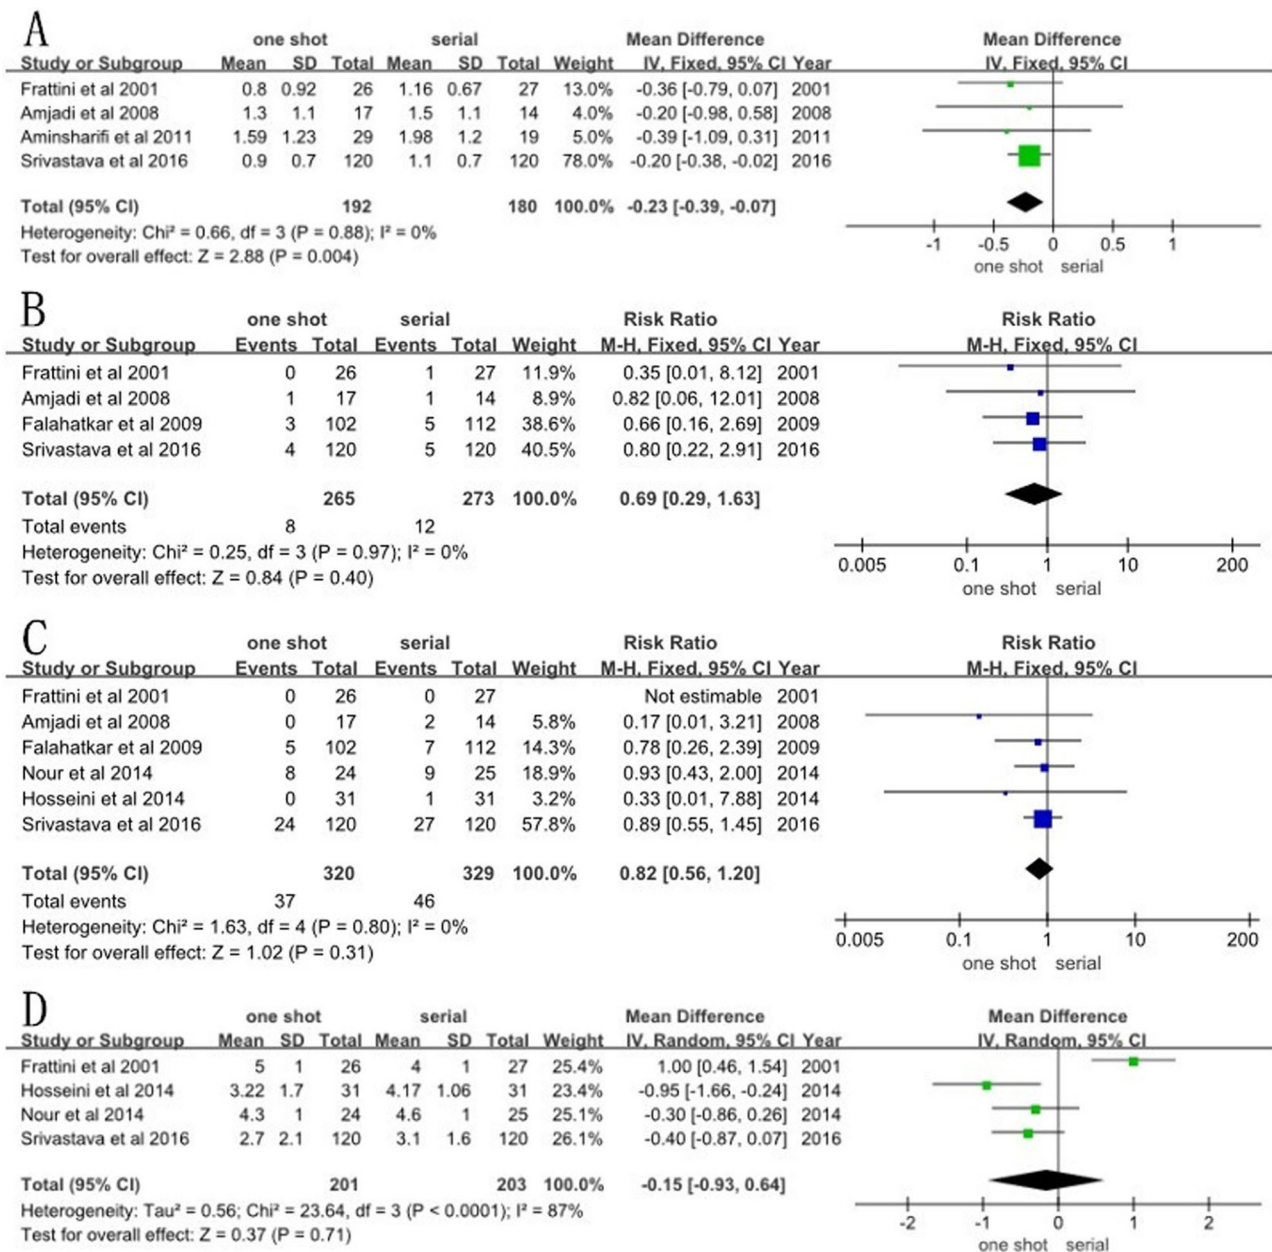 A
one shot serial Mean Difference Mean Difference
Study or Subgroup Mean SD Total Mean SD Total Weight IV, Fixed, 95% CI Year IV, Fixed, 95% CI
Frattini et al 2001 0.8 0.92 26 1.16 0.67 27 13.0% -0.36 [-0.79, 0.07] 2001
Amjadi et al 2008 1.3 1.1 17 1.5 1.1 14 4.0% -0.20 [-0.98, 0.58] 2008
Aminsharifi et al 2011 1.59 1.23 29 1.98 1.2 19 5.0% -0.39 [-1.09, 0.31] 2011
Srivastava et al 2016 0.9 0.7 120 1.1 0.7 120 78.0% -0.20 [-0.38, -0.02] 2016
Total (95% CI) 192 180 100.0% -0.23 [-0.39, -0.07]
Heterogeneity: Chi² = 0.66, df = 3 (P = 0.88); I² = 0%
Test for overall effect: Z = 2.88 (P = 0.004)
-1 -0.5 0 0.5 1
one shot serial
B
one shot serial Risk Ratio Risk Ratio
Study or Subgroup Events Total Events Total Weight M-H, Fixed, 95% CI Year M-H, Fixed, 95% CI
Frattini et al 2001 0 26 1 27 11.9% 0.35 [0.01, 8.12] 2001
Amjadi et al 2008 1 17 1 14 8.9% 0.82 [0.06, 12.01] 2008
Falahatkar et al 2009 3 102 5 112 38.6% 0.66 [0.16, 2.69] 2009
Srivastava et al 2016 4 120 5 120 40.5% 0.80 [0.22, 2.91] 2016
Total (95% CI) 265 273 100.0% 0.69 [0.29, 1.63]
Total events 8 12
Heterogeneity: Chi² = 0.25, df = 3 (P = 0.97); I² = 0%
Test for overall effect: Z = 0.84 (P = 0.40)
0.005 0.1 1 10 200
one shot serial
C
one shot serial Risk Ratio Risk Ratio
Study or Subgroup Events Total Events Total Weight M-H, Fixed, 95% CI Year M-H, Fixed, 95% CI
Frattini et al 2001 0 26 0 27 Not estimable 2001
Amjadi et al 2008 0 17 2 14 5.8% 0.17 [0.01, 3.21] 2008
Falahatkar et al 2009 5 102 7 112 14.3% 0.78 [0.26, 2.39] 2009
Nour et al 2014 8 24 9 25 18.9% 0.93 [0.43, 2.00] 2014
Hosseini et al 2014 0 31 1 31 3.2% 0.33 [0.01, 7.88] 2014
Srivastava et al 2016 24 120 27 120 57.8% 0.89 [0.55, 1.45] 2016
Total (95% CI) 320 329 100.0% 0.82 [0.56, 1.20]
Total events 37 46
Heterogeneity: Chi² = 1.63, df = 4 (P = 0.80); I² = 0%
Test for overall effect: Z = 1.02 (P = 0.31)
0.005 0.1 1 10 200
one shot serial
D
one shot serial Mean Difference Mean Difference
Study or Subgroup Mean SD Total Mean SD Total Weight IV, Random, 95% CI Year IV, Random, 95% CI
Frattini et al 2001 5 1 26 4 1 27 25.4% 1.00 [0.46, 1.54] 2001
Hosseini et al 2014 3.22 1.7 31 4.17 1.06 31 23.4% -0.95 [-1.66, -0.24] 2014
Nour et al 2014 4.3 1 24 4.6 1 25 25.1% -0.30 [-0.86, 0.26] 2014
Srivastava et al 2016 2.7 2.1 120 3.1 1.6 120 26.1% -0.40 [-0.87, 0.07] 2016
Total (95% CI) 201 203 100.0% -0.15 [-0.93, 0.64]
Heterogeneity: Tau² = 0.56; Chi² = 23.64, df = 3 (P < 0.0001); I² = 87%
Test for overall effect: Z = 0.37 (P = 0.71)
-2 -1 0 1 2
one shot serial